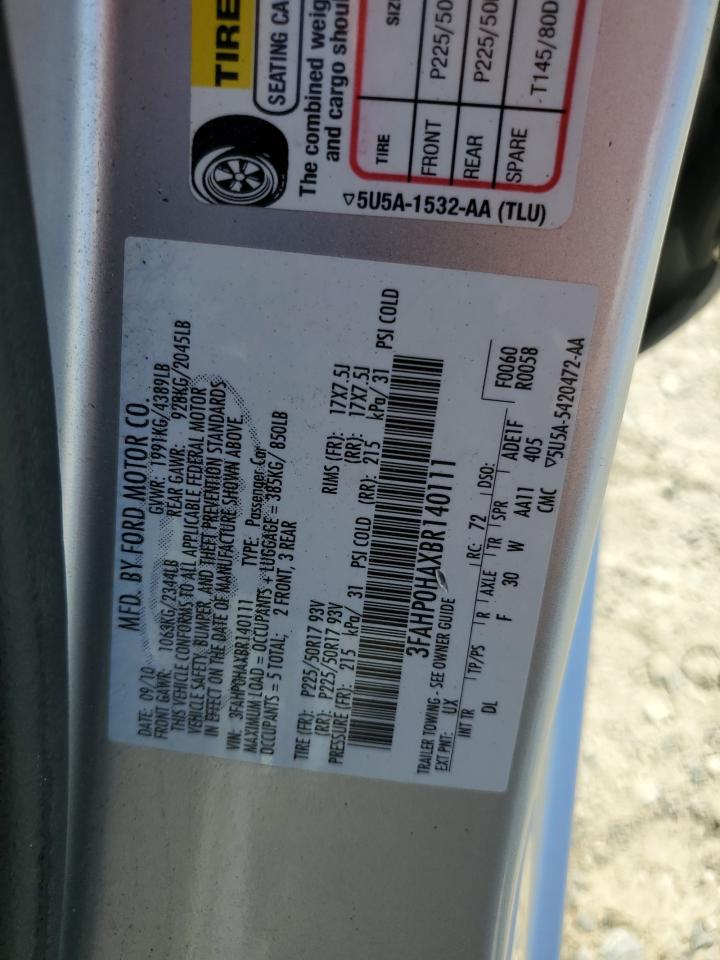 TIRE
SEATING CA
The combined weig
and cargo shou
TIRE SIZ
FRONT P225/50
REAR P225/50
SPARE T145/80D
▽5U5A-1532-AA (TLU)
MFD. BY FORD MOTOR CO.
DATE: 09/10 GVWR: 1991KG/4389LB
FRONT GAWR: 1063KG/2344LB REAR GAWR: 928KG/2045LB
THIS VEHICLE CONFORMS TO ALL APPLICABLE FEDERAL MOTOR
VEHICLE SAFETY, BUMPER, AND THEFT PREVENTION STANDARDS
IN EFFECT ON THE DATE OF MANUFACTURE SHOWN ABOVE.
VIN: 3FAHP0HAXBR140111 TYPE: Passenger Car
MAXIMUM LOAD = OCCUPANTS + LUGGAGE = 385KG/ 850LB
OCCUPANTS = 5 TOTAL: 2 FRONT, 3 REAR
TIRE (FR): P225/50R17 93V RIMS (FR): 17X7.5J
(RR): P225/50R17 93V (RR): 17X7.5J
PRESSURE (FR): 215 kPa/ 31 PSI COLD (RR): 215 kPa/ 31 PSI COLD
3FAHP0HAXBR140111
TRAILER TOWING - SEE OWNER GUIDE
EXT PNT: UX RC: 72 DSO: F0060
R0058
INT TR TP/PS R AXLE TR SPR ADE1F
DL F 30 W AA11 405
CMC ▽5U5A-5420472-AA